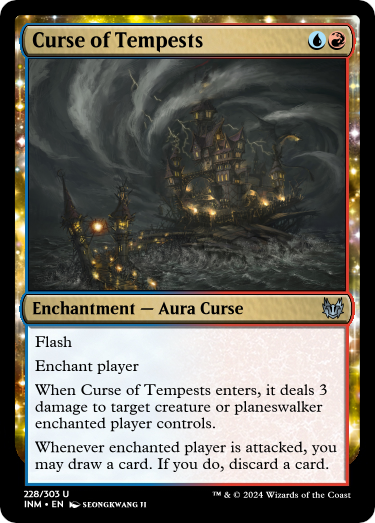 Curse of Tempests
Enchantment — Aura Curse
Flash
Enchant player
When Curse of Tempests enters, it deals 3
damage to target creature or planeswalker
enchanted player controls.
Whenever enchanted player is attacked, you
may draw a card. If you do, discard a card.
228/303 U
INM • EN SEONGKWANG JI
™ & © 2024 Wizards of the Coast